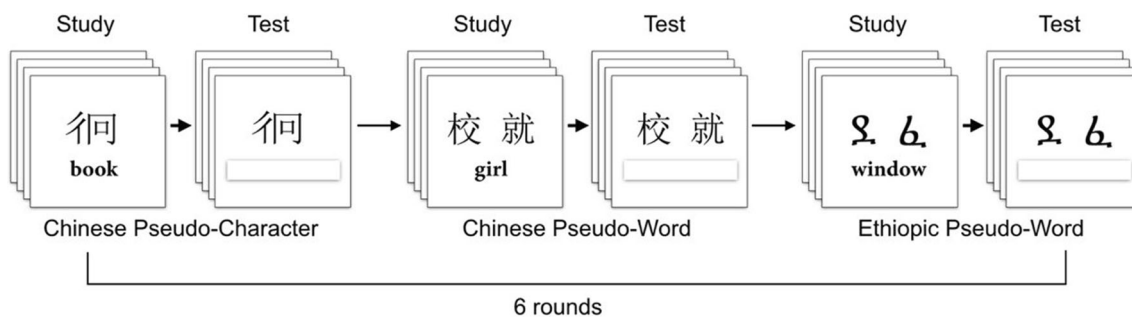 Study Test Study Test Study Test
校 就 校 就
book girl window
Chinese Pseudo-Character Chinese Pseudo-Word Ethiopic Pseudo-Word
6 rounds